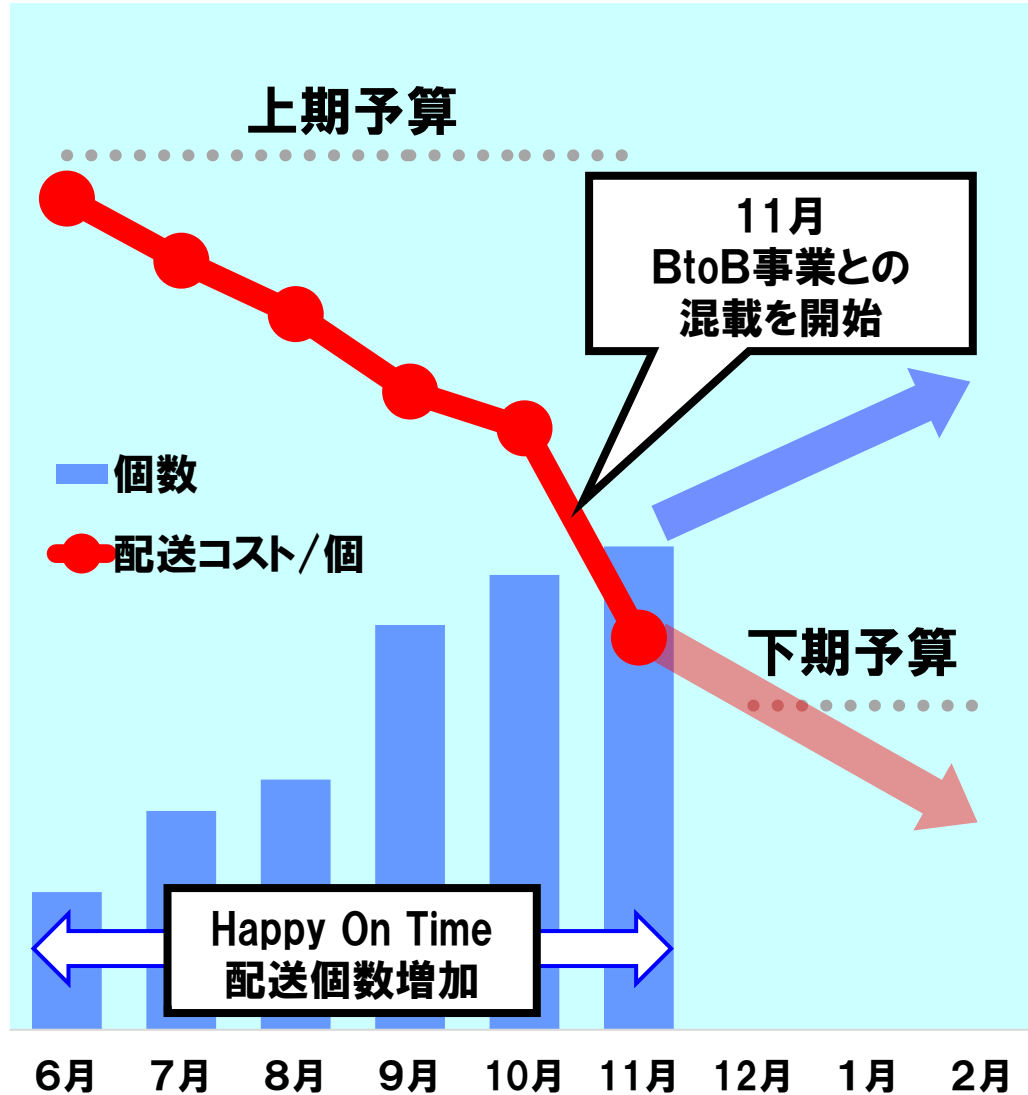 上期予算
11月
BtoB事業との
混載を開始
個数
配送コスト/個
下期予算
Happy On Time
配送個数増加
6月 7月 8月 9月 10月 11月 12月 1月 2月